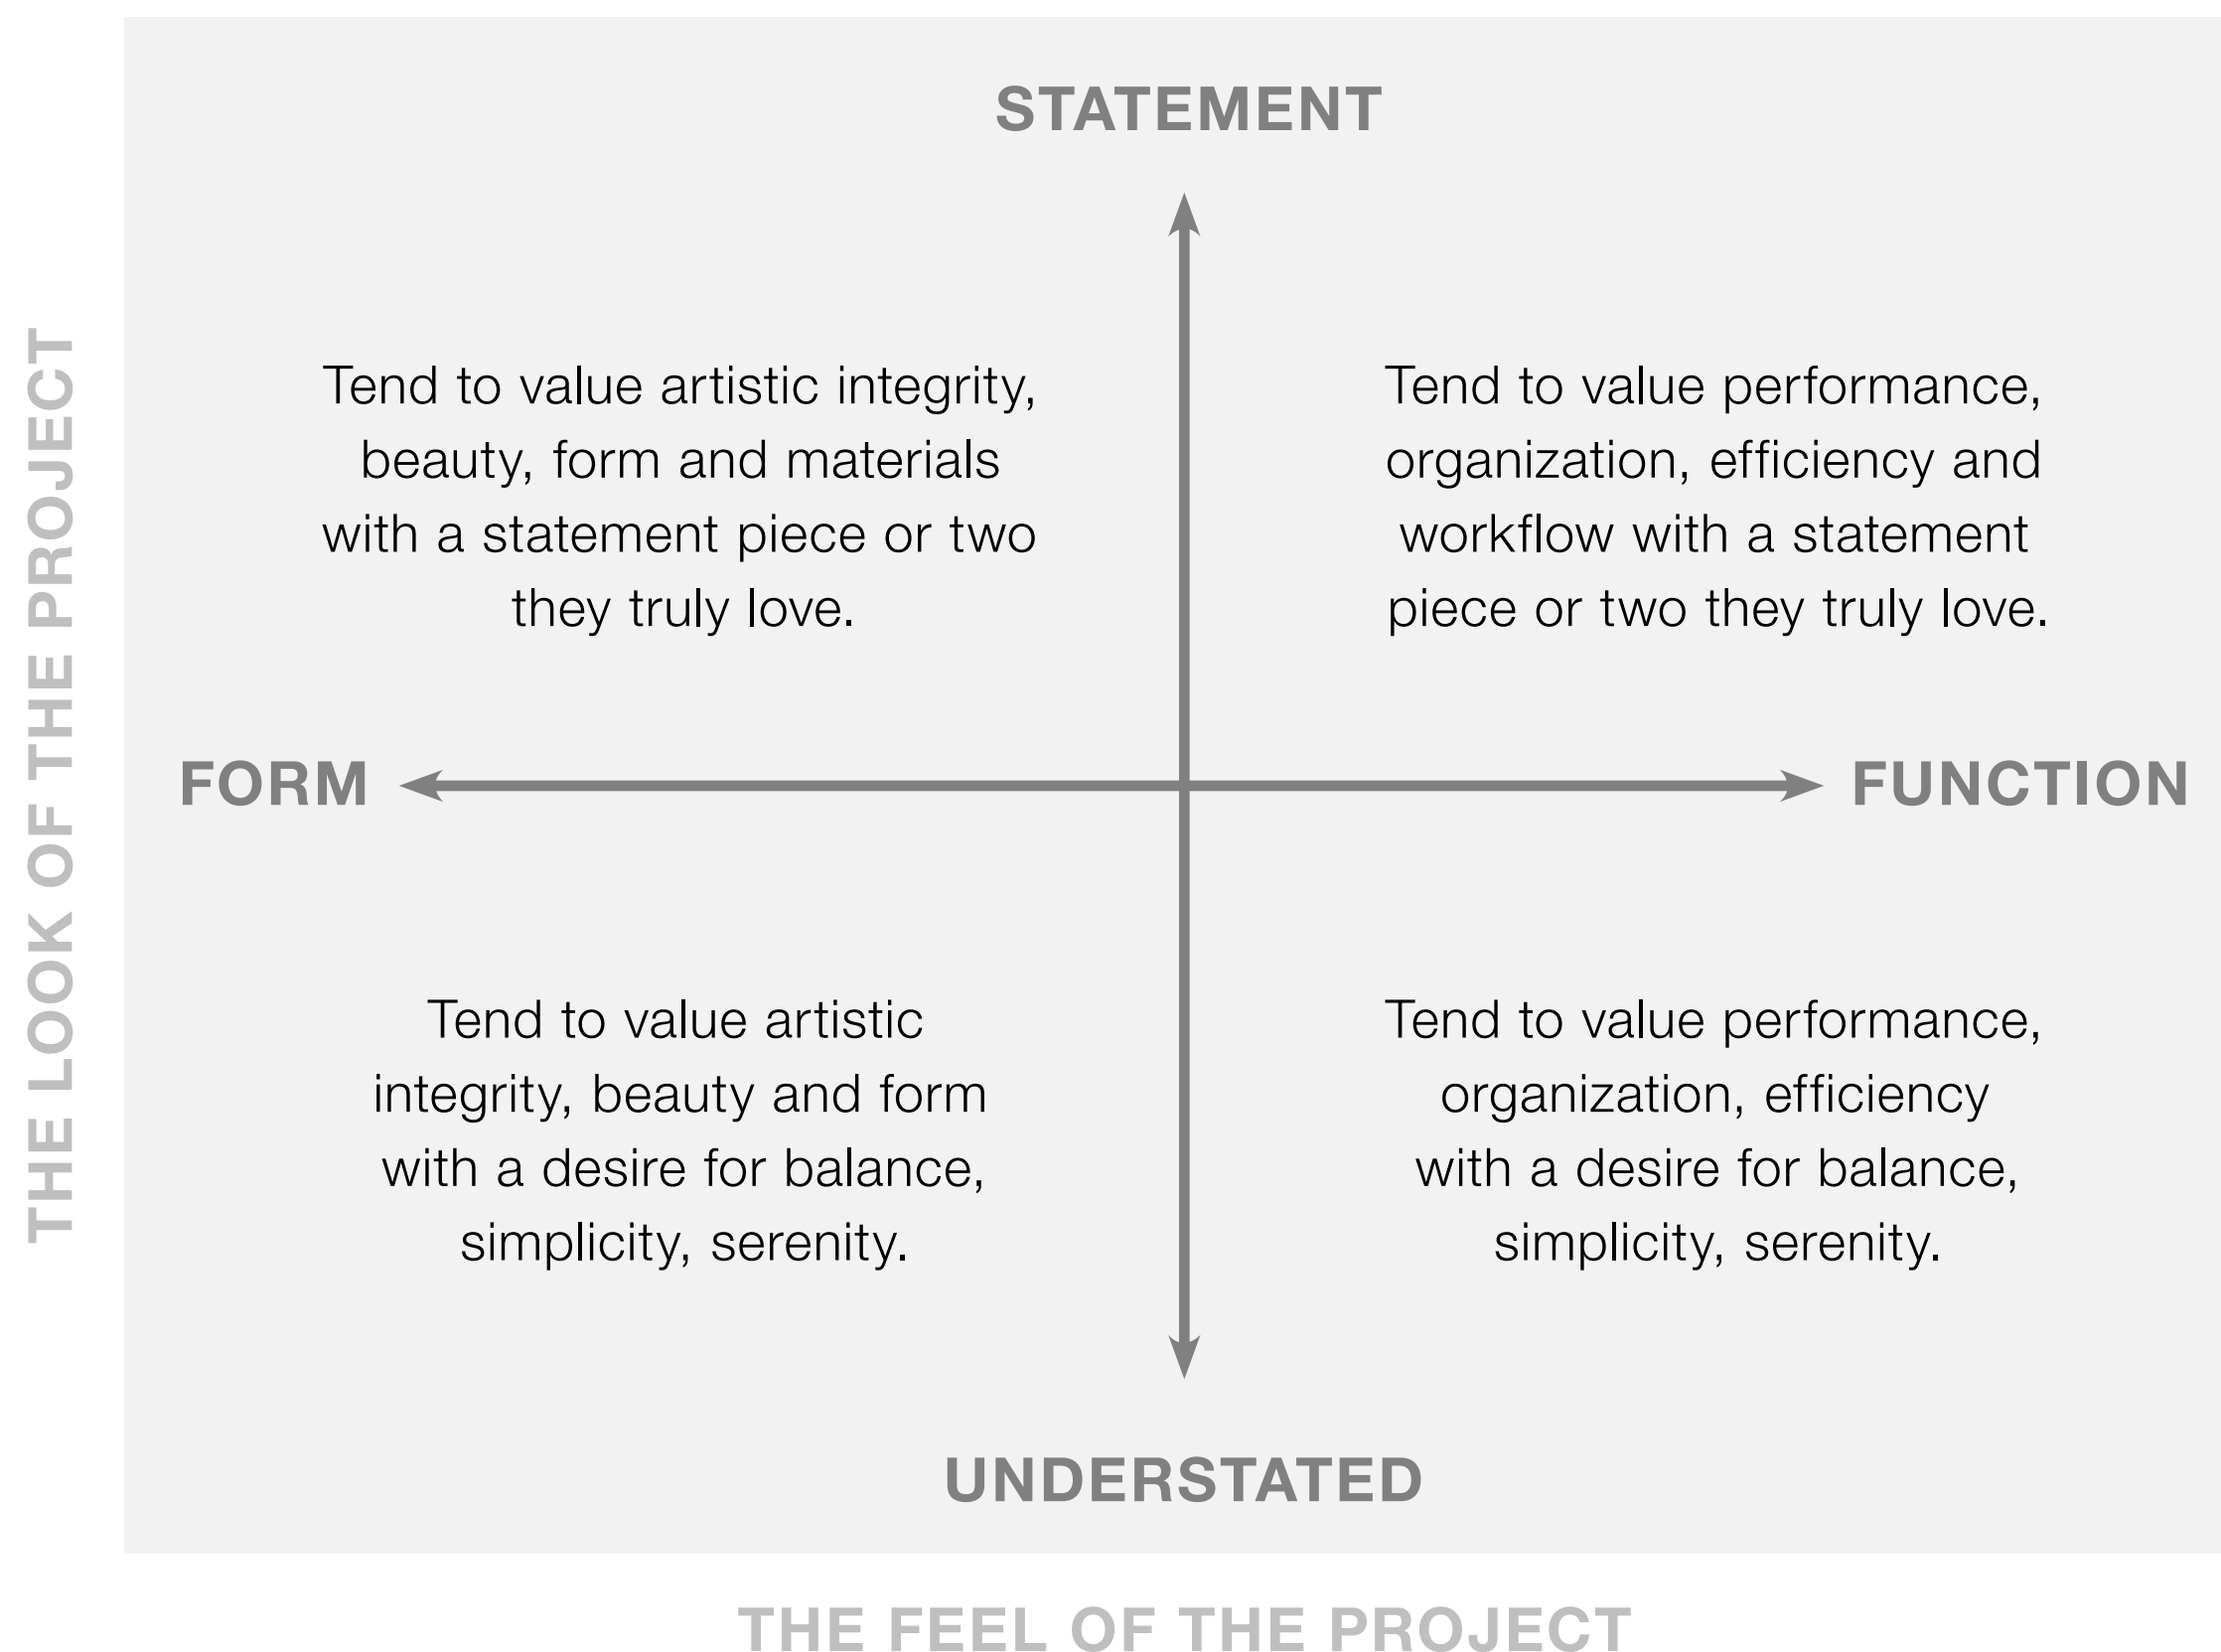 STATEMENT
THE LOOK OF THE PROJECT
Tend to value artistic integrity,
beauty, form and materials
with a statement piece or two
they truly love.
Tend to value performance,
organization, efficiency and
workflow with a statement
piece or two they truly love.
FORM
FUNCTION
Tend to value artistic
integrity, beauty and form
with a desire for balance,
simplicity, serenity.
Tend to value performance,
organization, efficiency
with a desire for balance,
simplicity, serenity.
UNDERSTATED
THE FEEL OF THE PROJECT